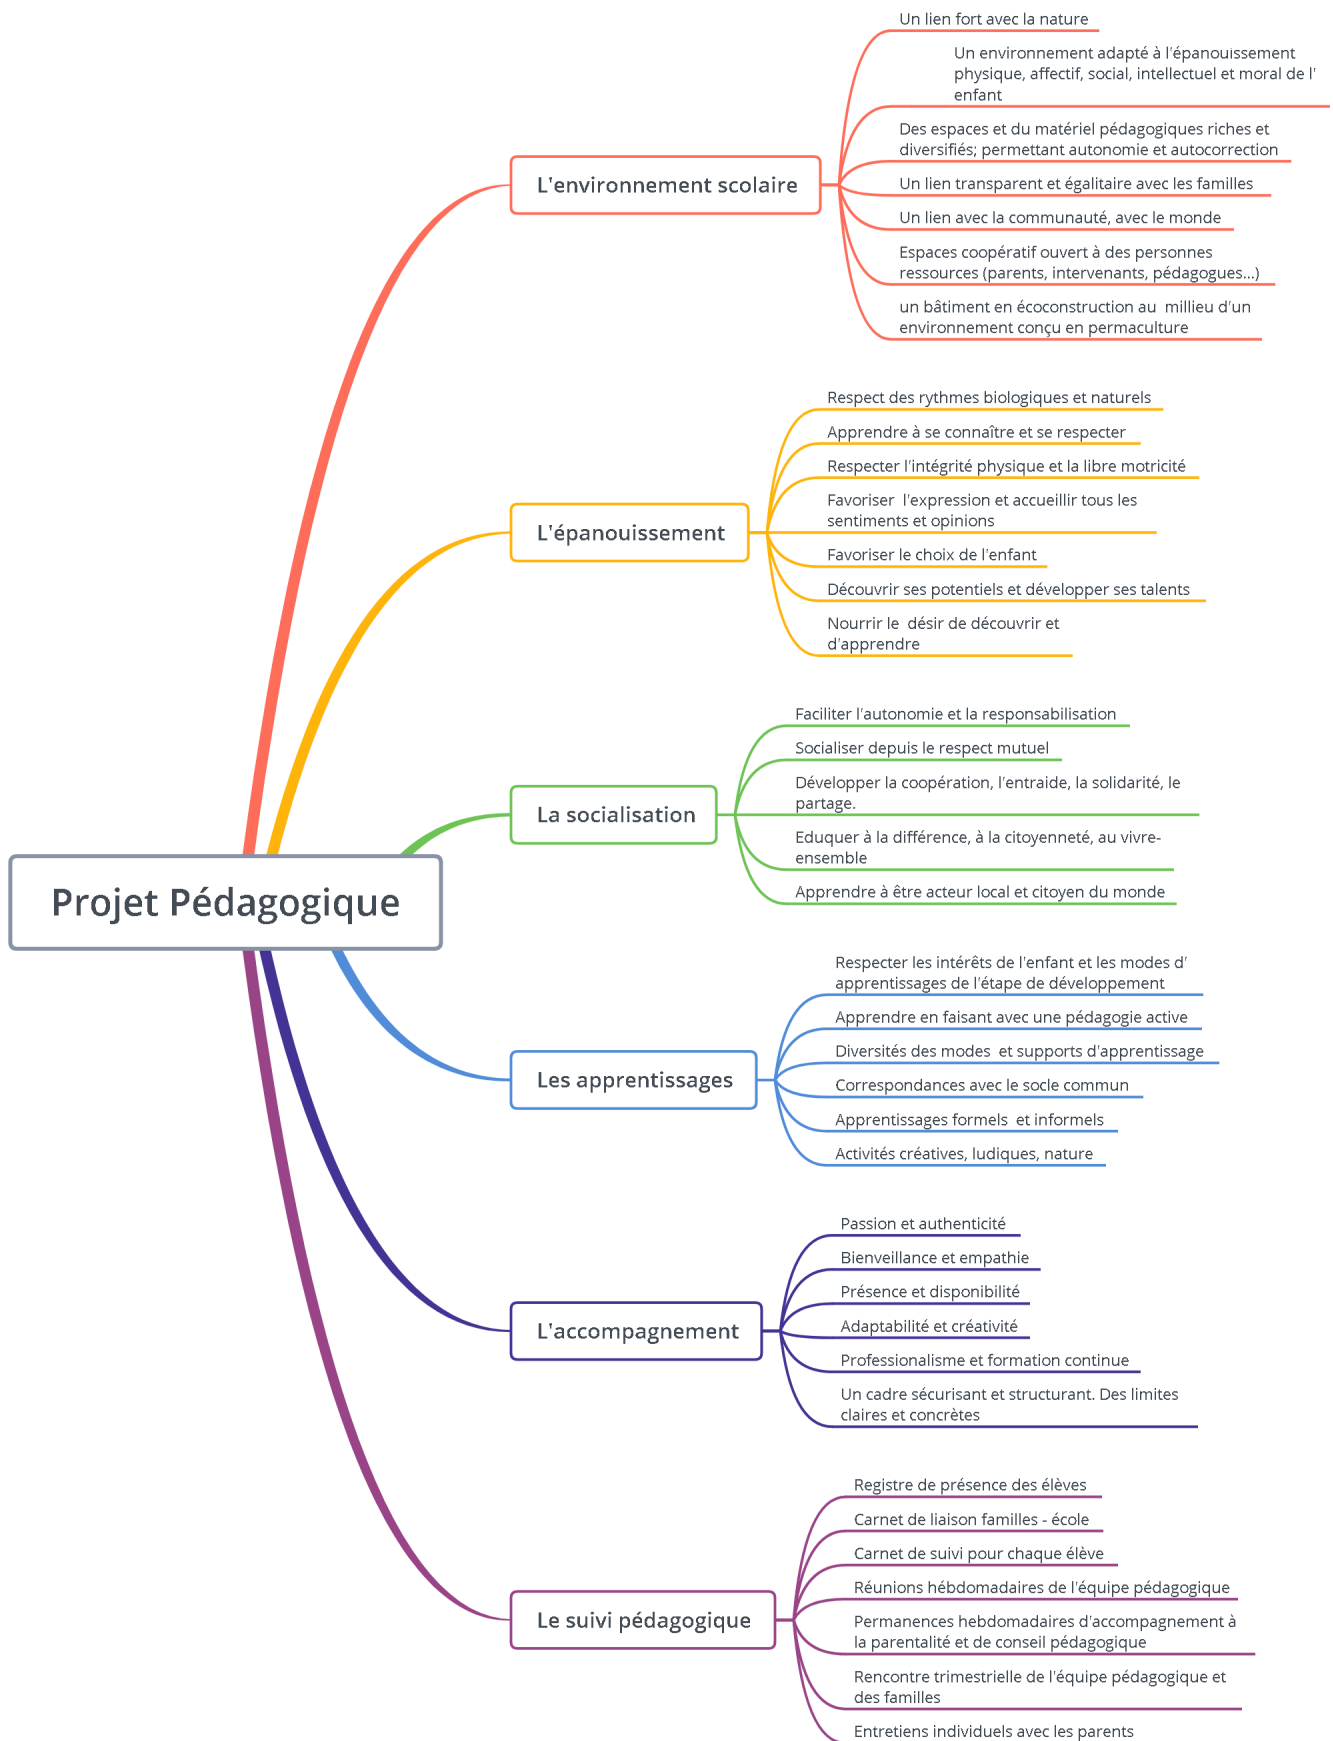 Projet Pédagogique
L'environnement scolaire
Un lien fort avec la nature
Un environnement adapté à l'épanouissement
physique, affectif, social, intellectuel et moral de l'
enfant
Des espaces et du matériel pédagogiques riches et
diversifiés; permettant autonomie et autocorrection
Un lien transparent et égalitaire avec les familles
Un lien avec la communauté, avec le monde
Espaces coopératif ouvert à des personnes
ressources (parents, intervenants, pédagogues...)
un bâtiment en écoconstruction au  millieu d'un
environnement conçu en permaculture
L'épanouissement
Respect des rythmes biologiques et naturels
Apprendre à se connaître et se respecter
Respecter l'intégrité physique et la libre motricité
Favoriser  l'expression et accueillir tous les
sentiments et opinions
Favoriser le choix de l'enfant
Découvrir ses potentiels et développer ses talents
Nourrir le  désir de découvrir et
d'apprendre
La socialisation
Faciliter l'autonomie et la responsabilisation
Socialiser depuis le respect mutuel
Développer la coopération, l'entraide, la solidarité, le
partage.
Eduquer à la différence, à la citoyenneté, au vivre-
ensemble
Apprendre à être acteur local et citoyen du monde
Les apprentissages
Respecter les intérêts de l'enfant et les modes d'
apprentissages de l'étape de développement
Apprendre en faisant avec une pédagogie active
Diversités des modes  et supports d'apprentissage
Correspondances avec le socle commun
Apprentissages formels  et informels
Activités créatives, ludiques, nature
L'accompagnement
Passion et authenticité
Bienveillance et empathie
Présence et disponibilité
Adaptabilité et créativité
Professionalisme et formation continue
Un cadre sécurisant et structurant. Des limites
claires et concrètes
Le suivi pédagogique
Registre de présence des élèves
Carnet de liaison familles - école
Carnet de suivi pour chaque élève
Réunions hébdomadaires de l'équipe pédagogique
Permanences hebdomadaires d'accompagnement à
la parentalité et de conseil pédagogique
Rencontre trimestrielle de l'équipe pédagogique et
des familles
Entretiens individuels avec les parents